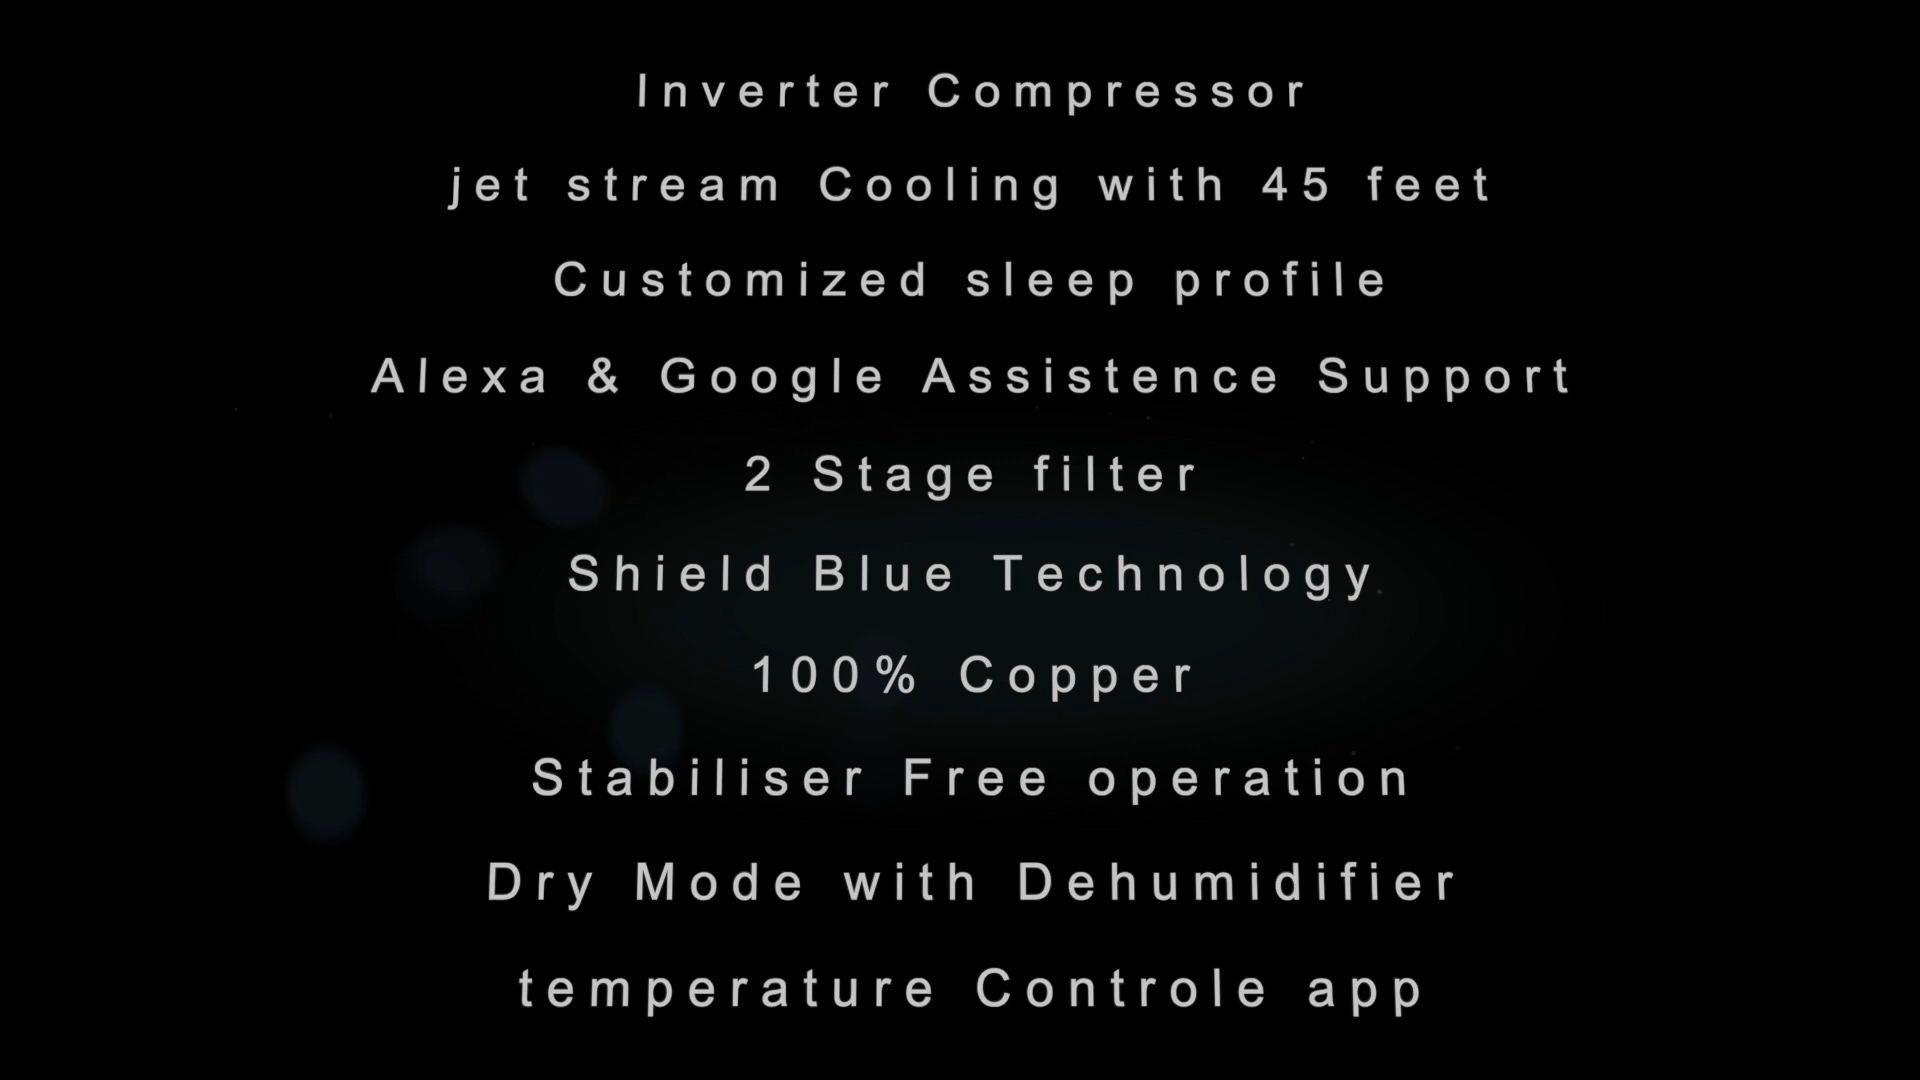 Inverter Compressor
jet stream Cooling with 45 feet
Customized sleep profile
Alexa & Google Assistence Support
2 Stage filter
Shield Blue Technology
100% Copper
Stabiliser Free operation
Dry Mode with Dehumidifier
temperature Controle app